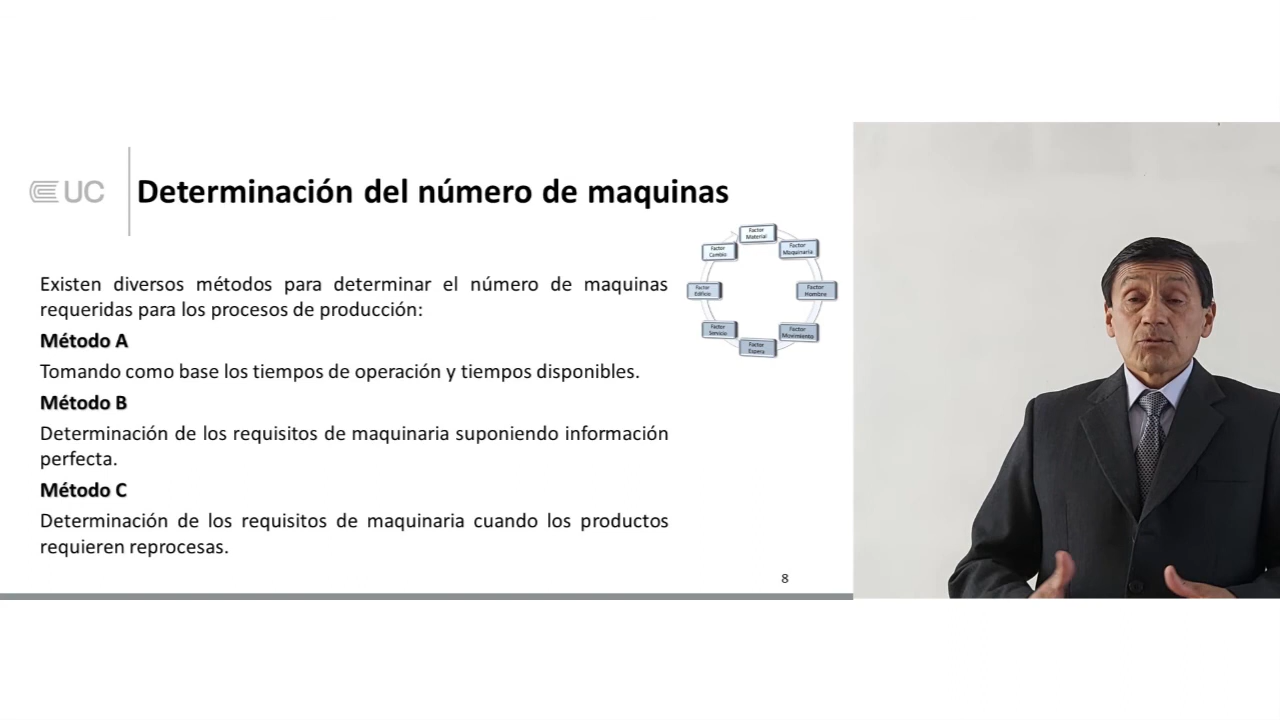 UC
Determinación del número de maquinas
Factor
Material
Factor
Maquinaria
Factor
Hombre
Factor
Movimiento
Factor
Espera
Factor
Servicio
Factor
Edificio
Factor
Cambio
Existen diversos métodos para determinar el número de maquinas
requeridas para los procesos de producción:
Método A
Tomando como base los tiempos de operación y tiempos disponibles.
Método B
Determinación de los requisitos de maquinaria suponiendo información
perfecta.
Método C
Determinación de los requisitos de maquinaria cuando los productos
requieren reprocesas.
8